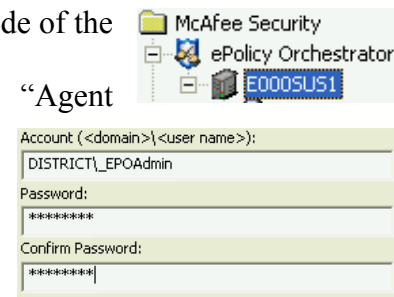 de of the
McAfee Security
ePolicy Orchestrator
"Agent
E000SUS1
Account (<domain>\<user name>):
DISTRICT\_EPOAdmin
Password:
********
Confirm Password:
********